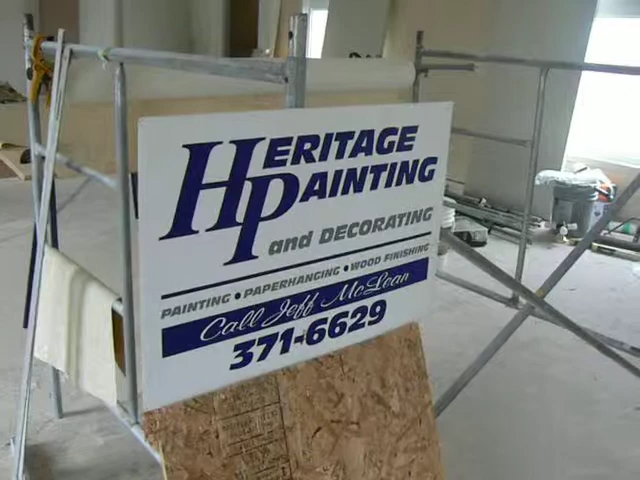 HERITAGE
PAINTING
and DECORATING
PAINTING • PAPERHANGING • WOOD FINISHING
Call Jeff McLean
371-6629